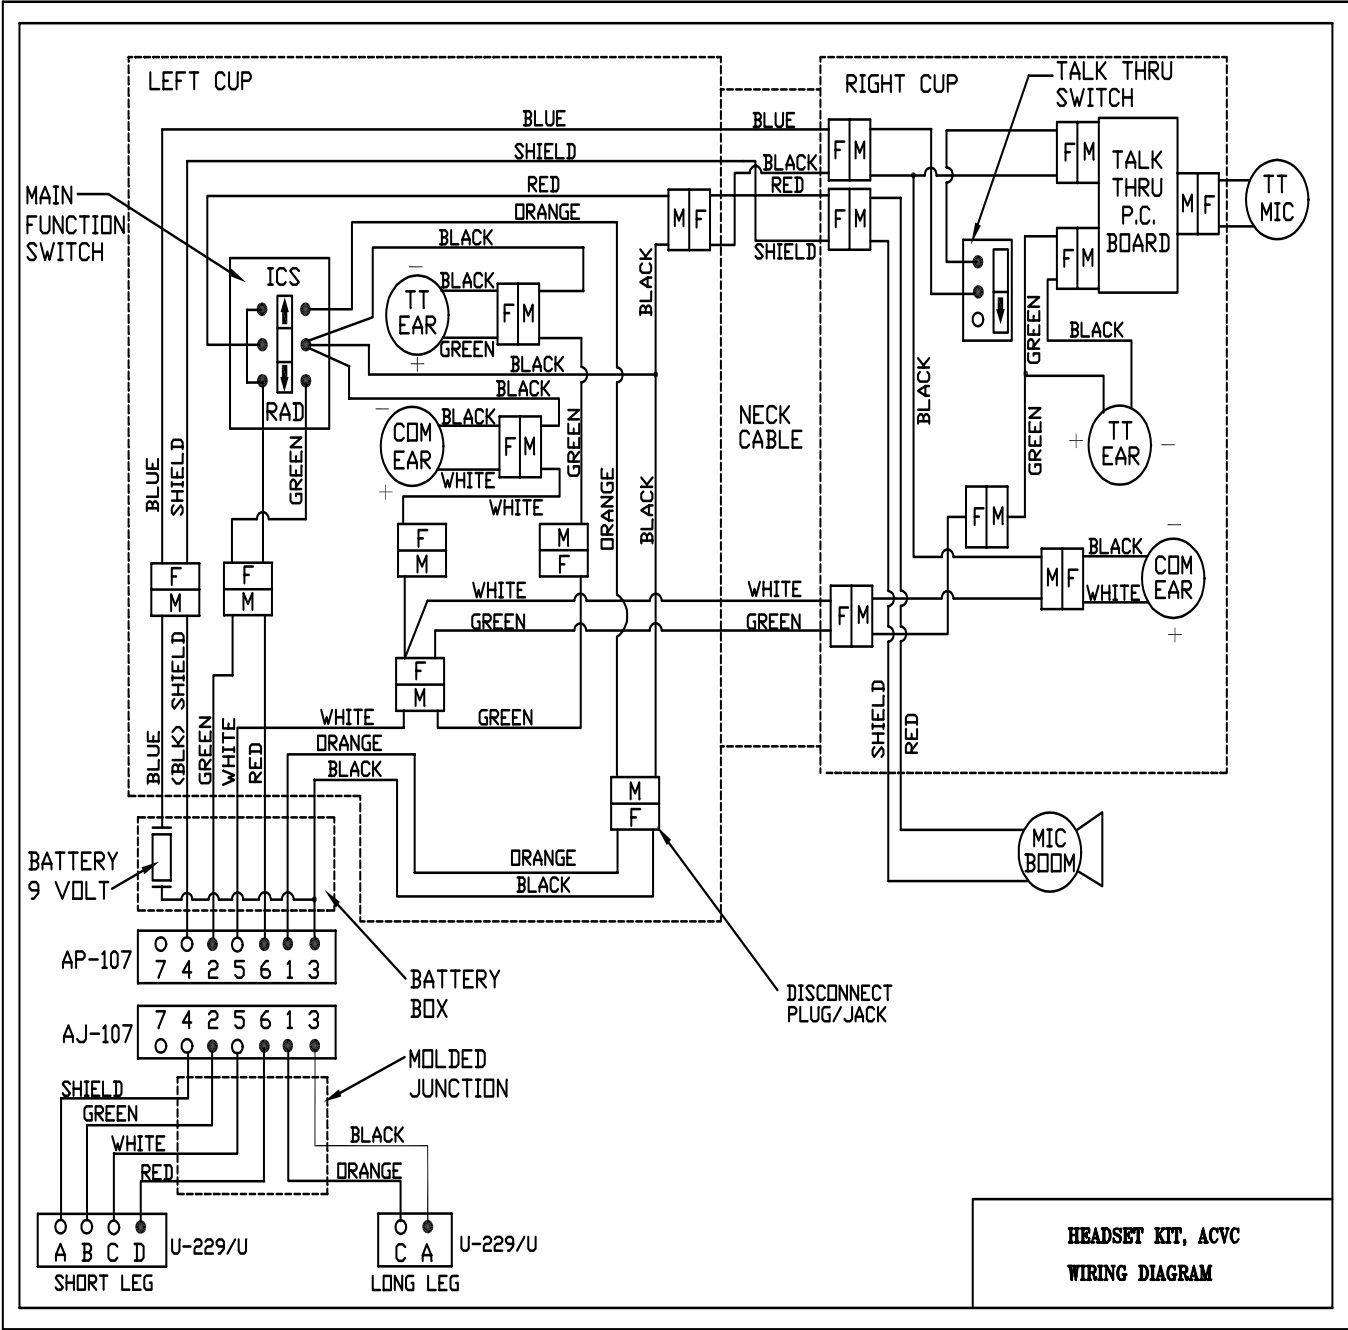 LEFT CUP
RIGHT CUP
TALK THRU
SWITCH
BLUE
BLUE
SHIELD
BLACK
RED
RED
ORANGE
BLACK
SHIELD
MAIN
FUNCTION
SWITCH
ICS
RAD
F M
F M
M F
F M
F M
TALK
THRU
P.C.
BOARD
M F
TT
MIC
−
TT
EAR
+
BLACK
GREEN
F M
BLACK
BLACK
BLACK
GREEN
BLACK
−
COM
EAR
+
BLACK
WHITE
F M
WHITE
GREEN
ORANGE
BLACK
BLACK
NECK
CABLE
BLACK
GREEN
+
TT
EAR
−
F M
BLUE
SHIELD
GREEN
F
M
F
M
F
M
M
F
WHITE
WHITE
GREEN
GREEN
F M
M F
BLACK
WHITE
−
COM
EAR
+
F
M
BLUE
(BLK) SHIELD
GREEN
WHITE
RED
WHITE
GREEN
ORANGE
BLACK
M
F
SHIELD
RED
ORANGE
BLACK
MIC
BOOM
BATTERY
9 VOLT
AP-107
7 4 2 5 6 1 3
BATTERY
BOX
DISCONNECT
PLUG/JACK
AJ-107
7 4 2 5 6 1 3
MOLDED
JUNCTION
SHIELD
GREEN
WHITE
RED
BLACK
ORANGE
A B C D
U-229/U
SHORT LEG
C A
U-229/U
LONG LEG
HEADSET KIT, ACVC
WIRING DIAGRAM